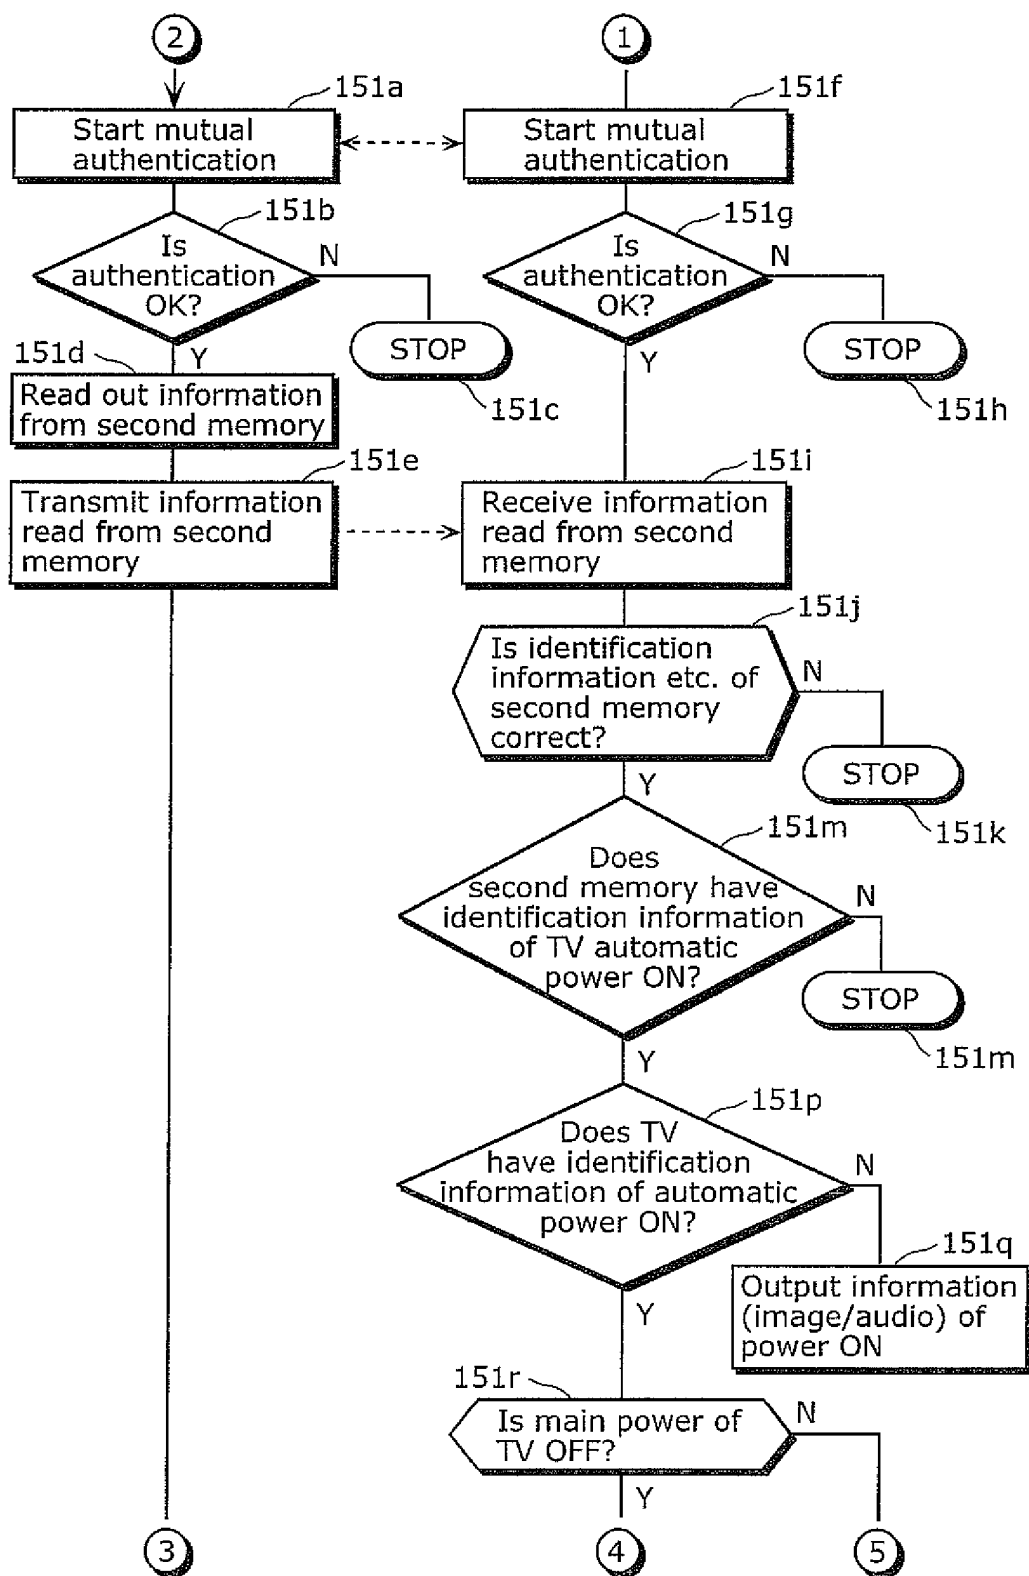 2
1
151a
151f
Start mutual
authentication
Start mutual
authentication
151b
151g
Is
authentication
OK?
N
Is
authentication
OK?
N
Y
STOP
Y
STOP
151d
151c
151h
Read out information
from second memory
151e
151i
Transmit information
read from second
memory
Receive information
read from second
memory
151j
Is identification
information etc. of
second memory
correct?
N
Y
STOP
151k
151m
Does
second memory have
identification information
of TV automatic
power ON?
N
STOP
151m
Y
151p
Does TV
have identification
information of automatic
power ON?
N
151q
Output information
(image/audio) of
power ON
Y
151r
Is main power of
TV OFF?
N
Y
3
4
5